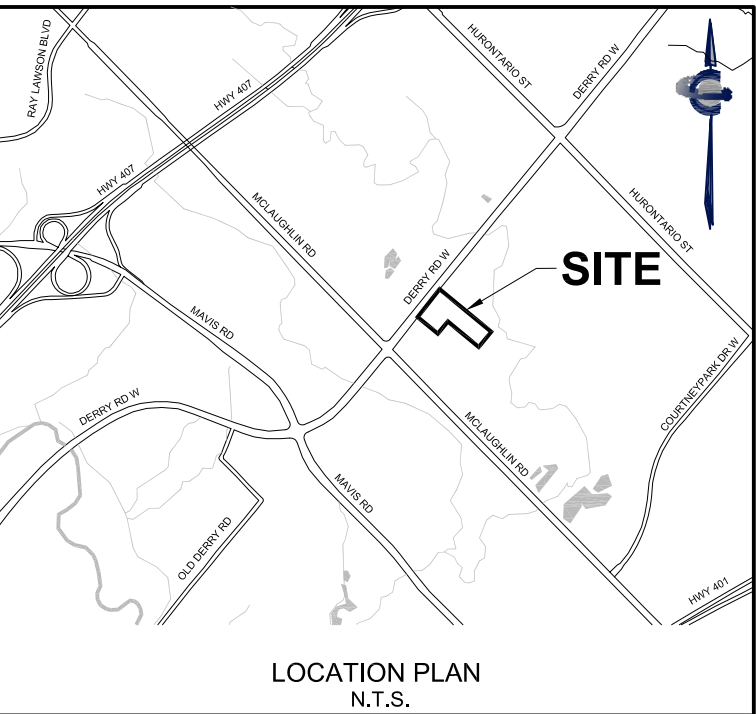 RAY LAWSON BLVD
HWY 407
HURONTARIO ST
DERRY RD W
HWY 407
MCLAUGHLIN RD
HURONTARIO ST
DERRY RD W
SITE
MAVIS RD
COURTNEYPARK DR W
DERRY RD W
MCLAUGHLIN RD
MAVIS RD
OLD DERRY RD
HWY 401
LOCATION PLAN
N.T.S.